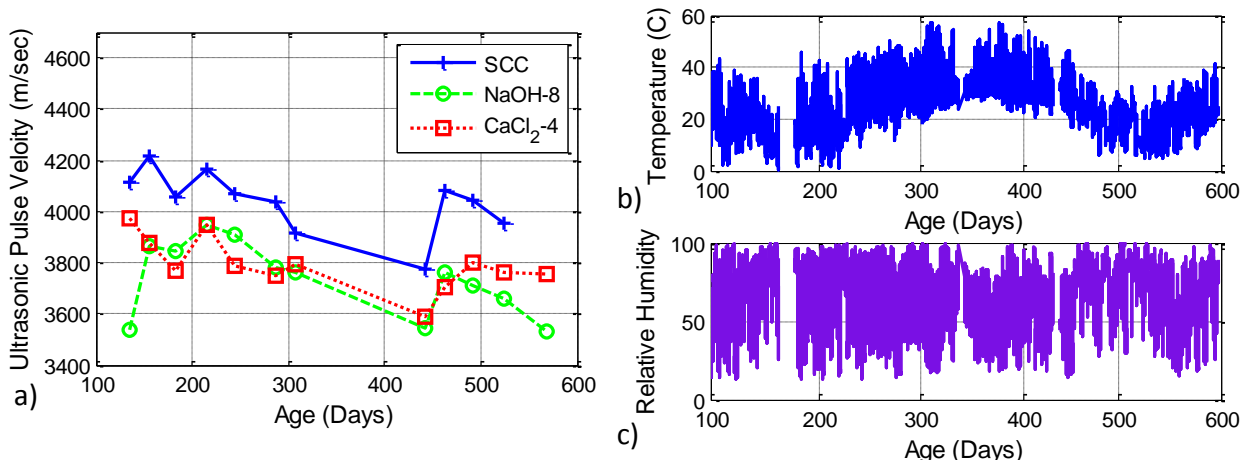 4600
4400
4200
4000
3800
3600
3400
Ultrasonic Pulse Veloity (m/sec)
SCC
NaOH-8
CaCl₂-4
100 200 300 400 500 600
Age (Days)
a)
60
40
20
0
Temperature (C)
100 200 300 400 500 600
Age (Days)
b)
100
50
0
Relative Humidity
100 200 300 400 500 600
Age (Days)
c)